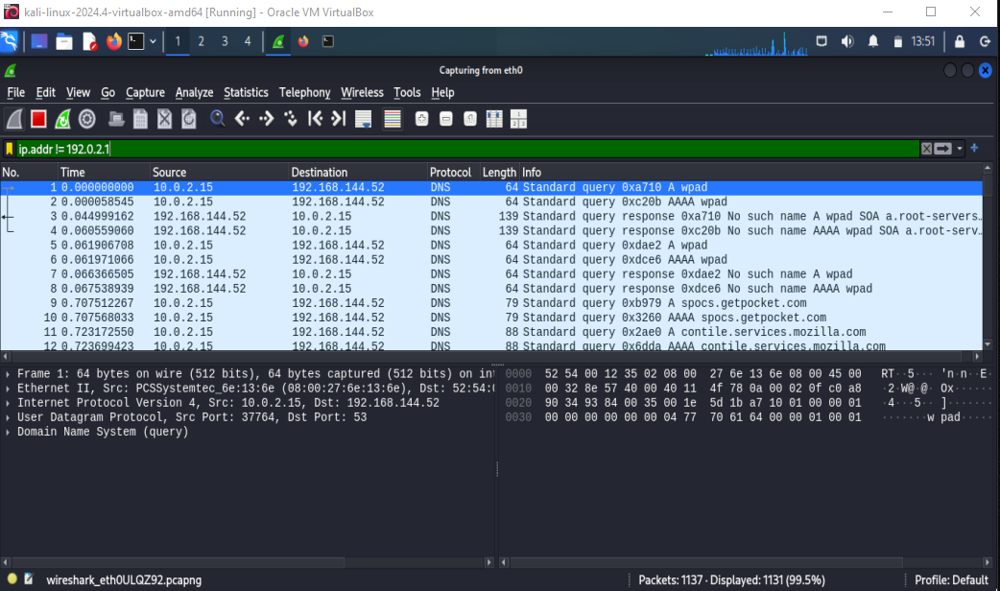 kali-linux-2024.4-virtualbox-amd64 [Running] - Oracle VM VirtualBox
1 2 3 4 13:51
Capturing from eth0
File Edit View Go Capture Analyze Statistics Telephony Wireless Tools Help
ip.addr != 192.0.2.1
No. Time Source Destination Protocol Length Info
1 0.000000000 10.0.2.15 192.168.144.52 DNS 64 Standard query 0xa710 A wpad
2 0.000058545 10.0.2.15 192.168.144.52 DNS 64 Standard query 0xc20b AAAA wpad
3 0.044999162 192.168.144.52 10.0.2.15 DNS 139 Standard query response 0xa710 No such name A wpad SOA a.root-servers…
4 0.060559060 192.168.144.52 10.0.2.15 DNS 139 Standard query response 0xc20b No such name AAAA wpad SOA a.root-serv…
5 0.061906708 10.0.2.15 192.168.144.52 DNS 64 Standard query 0xdae2 A wpad
6 0.061971066 10.0.2.15 192.168.144.52 DNS 64 Standard query 0xdce6 AAAA wpad
7 0.066366505 192.168.144.52 10.0.2.15 DNS 64 Standard query response 0xdae2 No such name A wpad
8 0.067538939 192.168.144.52 10.0.2.15 DNS 64 Standard query response 0xdce6 No such name AAAA wpad
9 0.707512267 10.0.2.15 192.168.144.52 DNS 79 Standard query 0xb979 A spocs.getpocket.com
10 0.707568033 10.0.2.15 192.168.144.52 DNS 79 Standard query 0x3260 AAAA spocs.getpocket.com
11 0.723172550 10.0.2.15 192.168.144.52 DNS 88 Standard query 0x2ae0 A contile.services.mozilla.com
12 0.723699423 10.0.2.15 192.168.144.52 DNS 88 Standard query 0x6dda AAAA contile.services.mozilla.com
Frame 1: 64 bytes on wire (512 bits), 64 bytes captured (512 bits) on int
Ethernet II, Src: PCSSystemtec_6e:13:6e (08:00:27:6e:13:6e), Dst: 52:54:0
Internet Protocol Version 4, Src: 10.0.2.15, Dst: 192.168.144.52
User Datagram Protocol, Src Port: 37764, Dst Port: 53
Domain Name System (query)
0000 52 54 00 12 35 02 08 00 27 6e 13 6e 08 00 45 00 RT··5··· 'n·n··E·
0010 00 32 8e 57 40 00 40 11 4f 78 0a 00 02 0f c0 a8 ·2·W@·@· Ox······
0020 90 34 93 84 00 35 00 1e 5d 1b a7 10 01 00 00 01 ·4···5·· ]·······
0030 00 00 00 00 00 00 04 77 70 61 64 00 00 01 00 01 ·······w pad·····
wireshark_eth0ULQZ92.pcapng
Packets: 1137 · Displayed: 1131 (99.5%)
Profile: Default